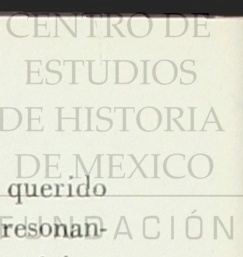 CENTRO DE
ESTUDIOS
DE HISTORIA
DE MEXICO
querido
FUNDACIÓN
resonan-